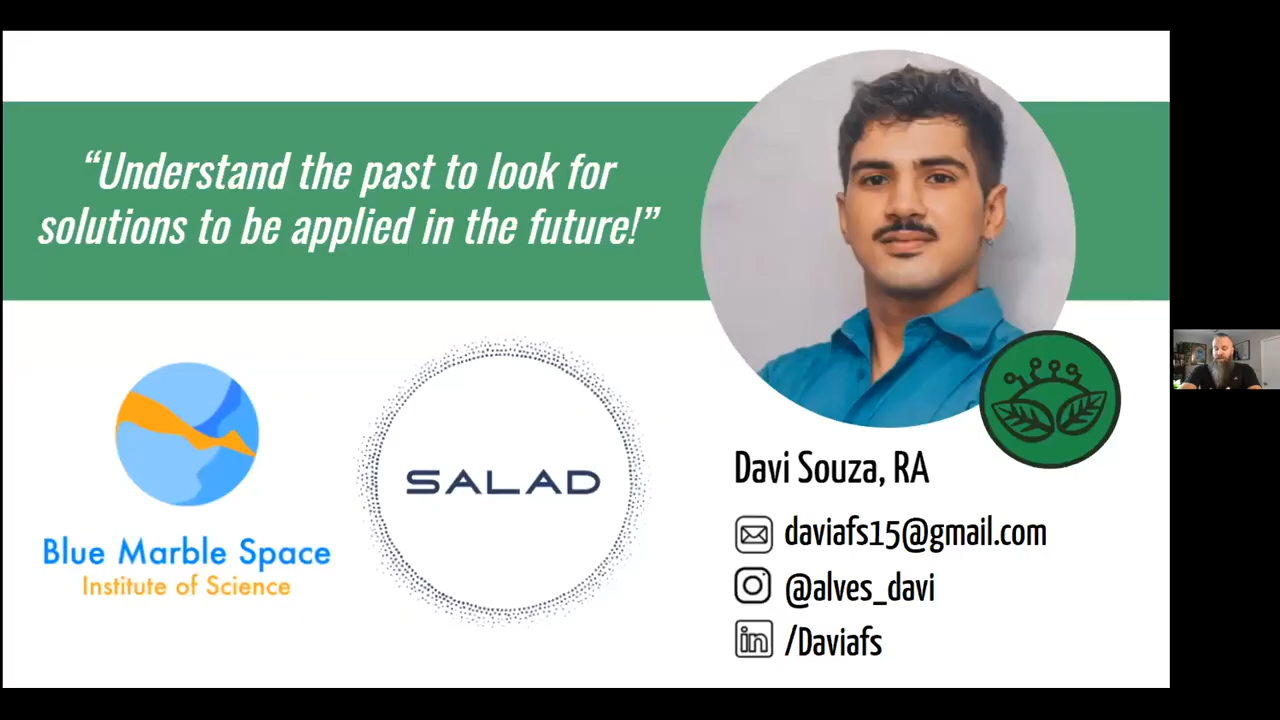 “Understand the past to look for
solutions to be applied in the future!”
SALAD
Blue Marble Space
Institute of Science
Davi Souza, RA
daviafs15@gmail.com
@alves_davi
in /Daviafs